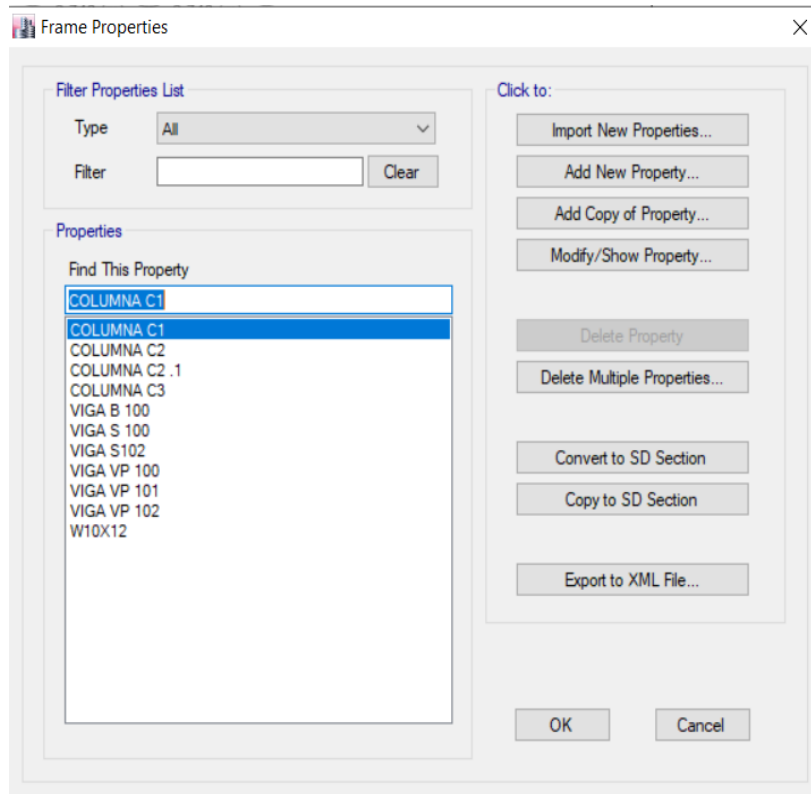 Frame Properties
Filter Properties List
Type All
Filter Clear
Properties
Find This Property
COLUMNA C1
COLUMNA C1
COLUMNA C2
COLUMNA C2 .1
COLUMNA C3
VIGA B 100
VIGA S 100
VIGA S102
VIGA VP 100
VIGA VP 101
VIGA VP 102
W10X12
Click to:
Import New Properties...
Add New Property...
Add Copy of Property...
Modify/Show Property...
Delete Property
Delete Multiple Properties...
Convert to SD Section
Copy to SD Section
Export to XML File...
OK Cancel